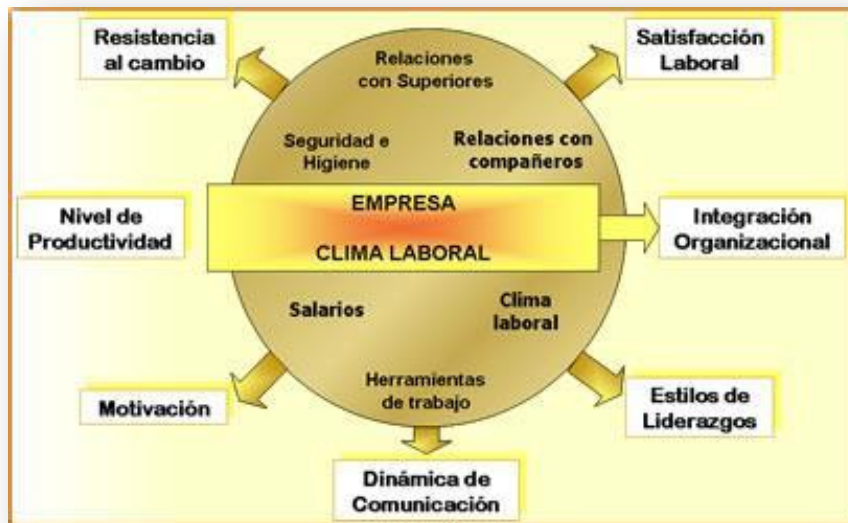 Resistencia
al cambio
Relaciones
con Superiores
Satisfacción
Laboral
Seguridad e
Higiene
Relaciones con
compañeros
Nivel de
Productividad
EMPRESA
CLIMA LABORAL
Integración
Organizacional
Salarios
Clima
laboral
Motivación
Herramientas
de trabajo
Estilos de
Liderazgos
Dinámica de
Comunicación